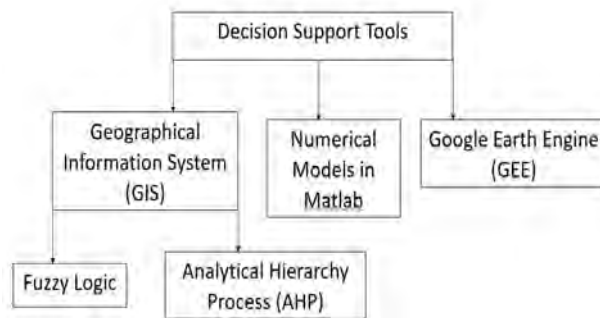 Decision Support Tools
Geographical
Information System
(GIS)
Numerical
Models in
Matlab
Google Earth Engine
(GEE)
Fuzzy Logic
Analytical Hierarchy
Process (AHP)